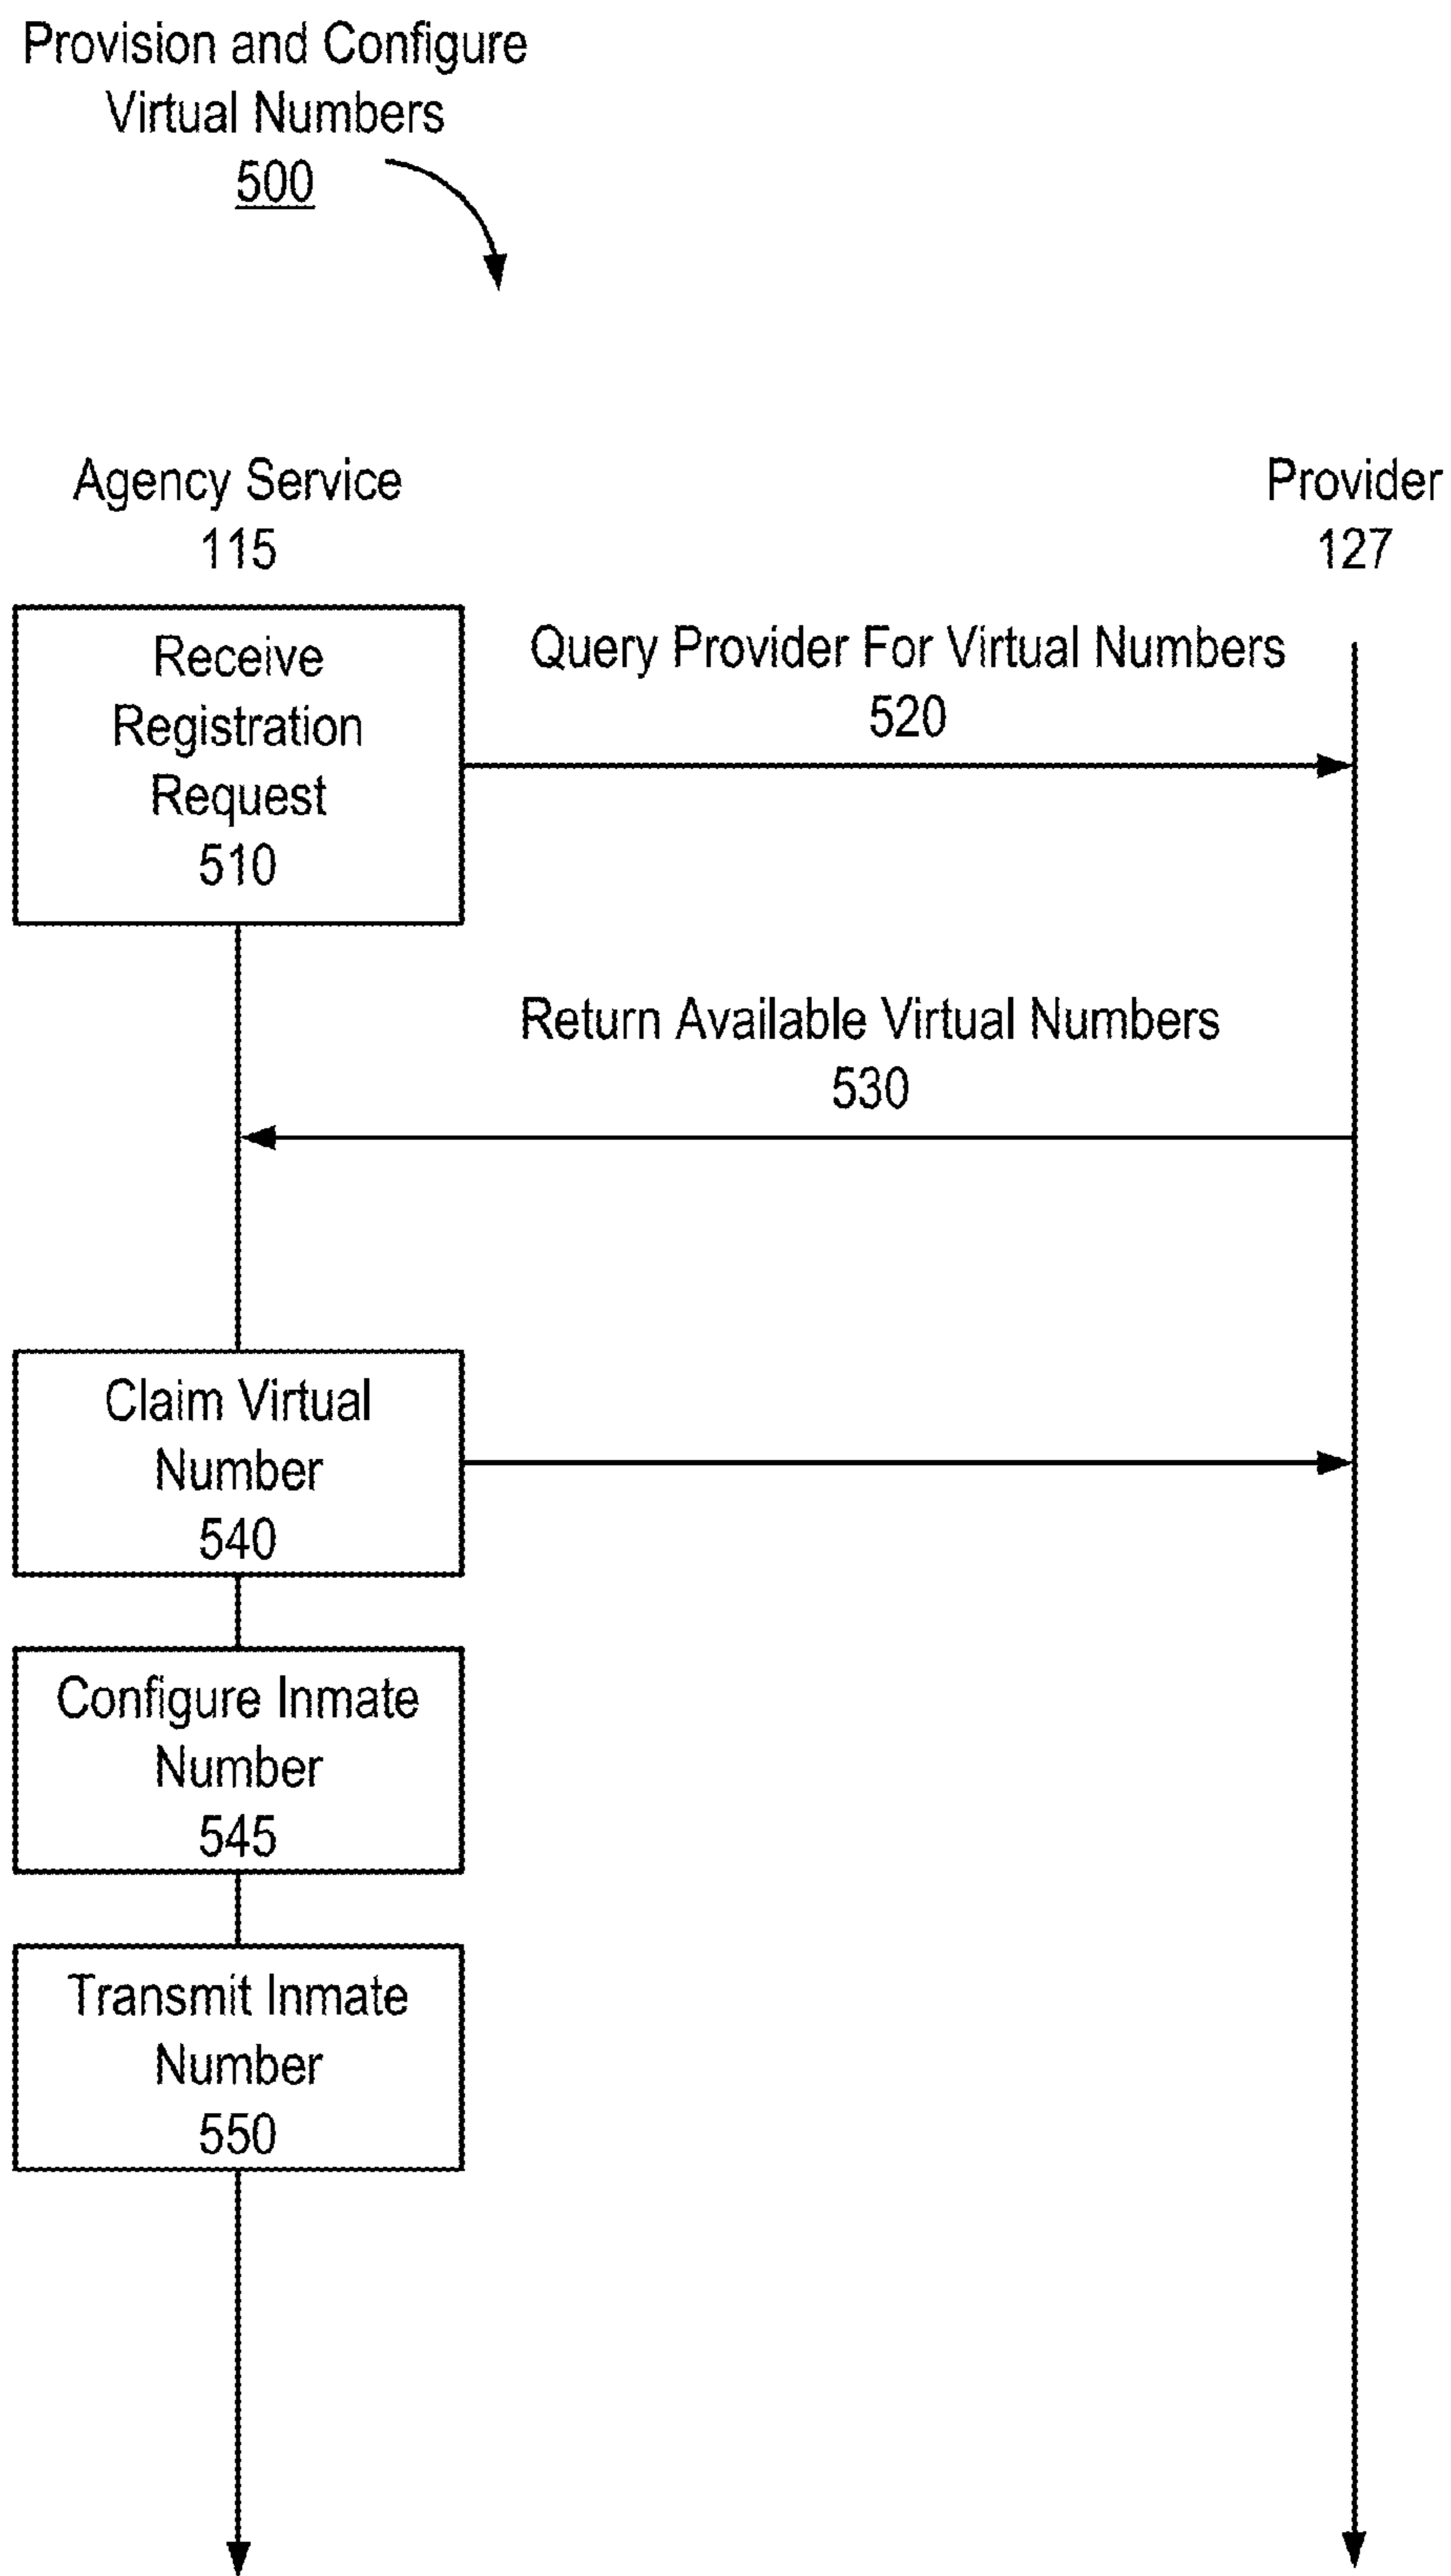 Provision and Configure
Virtual Numbers
500
Agency Service
115
Provider
127
Receive
Registration
Request
510
Query Provider For Virtual Numbers
520
Return Available Virtual Numbers
530
Claim Virtual
Number
540
Configure Inmate
Number
545
Transmit Inmate
Number
550